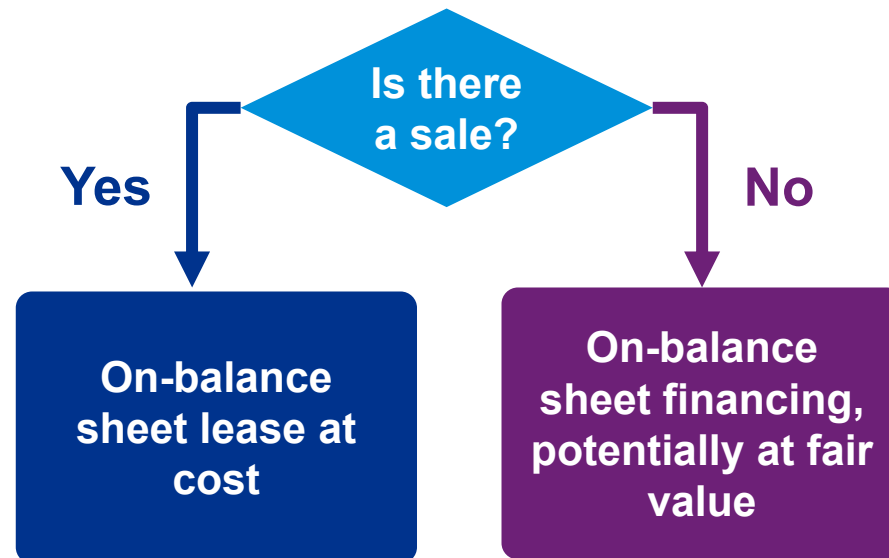 Is there
a sale?
Yes
No
On-balance
sheet lease at
cost
On-balance
sheet financing,
potentially at fair
value